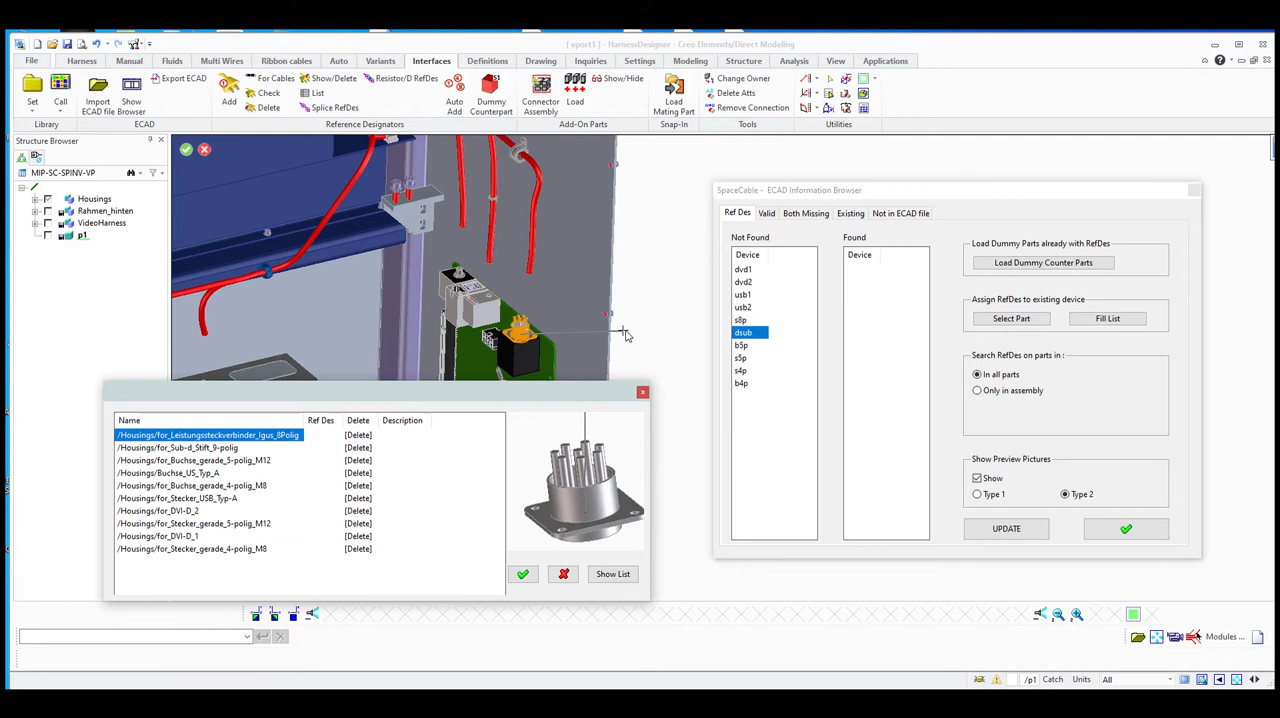 [ vport1 ] - HarnessDesigner - Creo Elements/Direct Modeling
File Harness Manual Fluids Multi Wires Ribbon cables Auto Variants Interfaces Definitions Drawing Inquiries Settings Modeling Structure Analysis View Applications
Set
Call
Library
Import
ECAD file
Show
Browser
Export ECAD
ECAD
Add
For Cables
Check
Delete
Show/Delete
List
Splice RefDes
Resistor/D RefDes
Auto
Add
Dummy
Counterpart
Reference Designators
Connector
Assembly
Load
Show/Hide
Add-On Parts
Load
Mating Part
Snap-In
Change Owner
Delete Atts
Remove Connection
Tools
Utilities
Structure Browser
MIP-SC-SPINV-VP
Housings
Rahmen_hinten
VideoHarness
p1
SpaceCable - ECAD Information Browser
Ref Des Valid Both Missing Existing Not in ECAD file
Not Found
Device
dvd1
dvd2
usb1
usb2
s8p
dsub
b5p
s5p
s4p
b4p
Found
Device
Load Dummy Parts already with RefDes
Load Dummy Counter Parts
Assign RefDes to existing device
Select Part Fill List
Search RefDes on parts in :
In all parts
Only in assembly
Show Preview Pictures
Show
Type 1 Type 2
UPDATE
Name Ref Des Delete Description
/Housings/for_Leistungssteckverbinder_Igus_8Polig [Delete]
/Housings/for_Sub-d_Stift_9-polig [Delete]
/Housings/for_Buchse_gerade_5-polig_M12 [Delete]
/Housings/Buchse_US_Typ_A [Delete]
/Housings/for_Buchse_gerade_4-polig_M8 [Delete]
/Housings/for_Stecker_USB_Typ-A [Delete]
/Housings/for_DVI-D_2 [Delete]
/Housings/for_Stecker_gerade_5-polig_M12 [Delete]
/Housings/for_DVI-D_1 [Delete]
/Housings/for_Stecker_gerade_4-polig_M8 [Delete]
Show List
Modules ...
/p1 Catch Units All